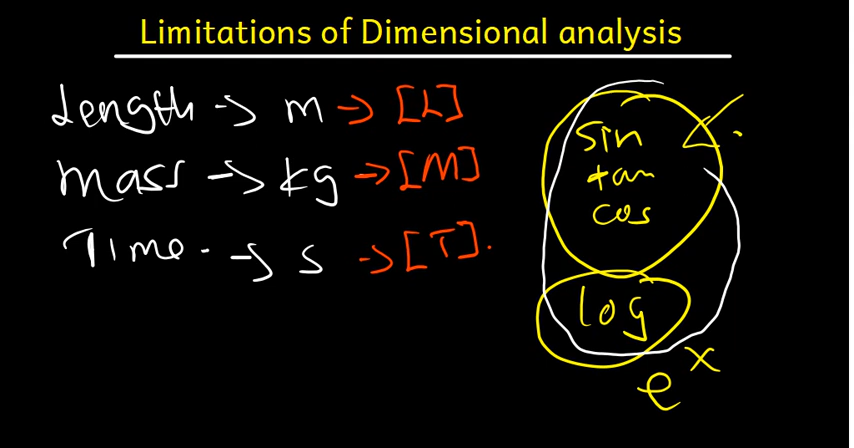 Limitations of Dimensional analysis
Length -> m -> [L]
mass -> kg -> [M]
Time. -> s -> [T].
sin
tan
cos
log
e^x